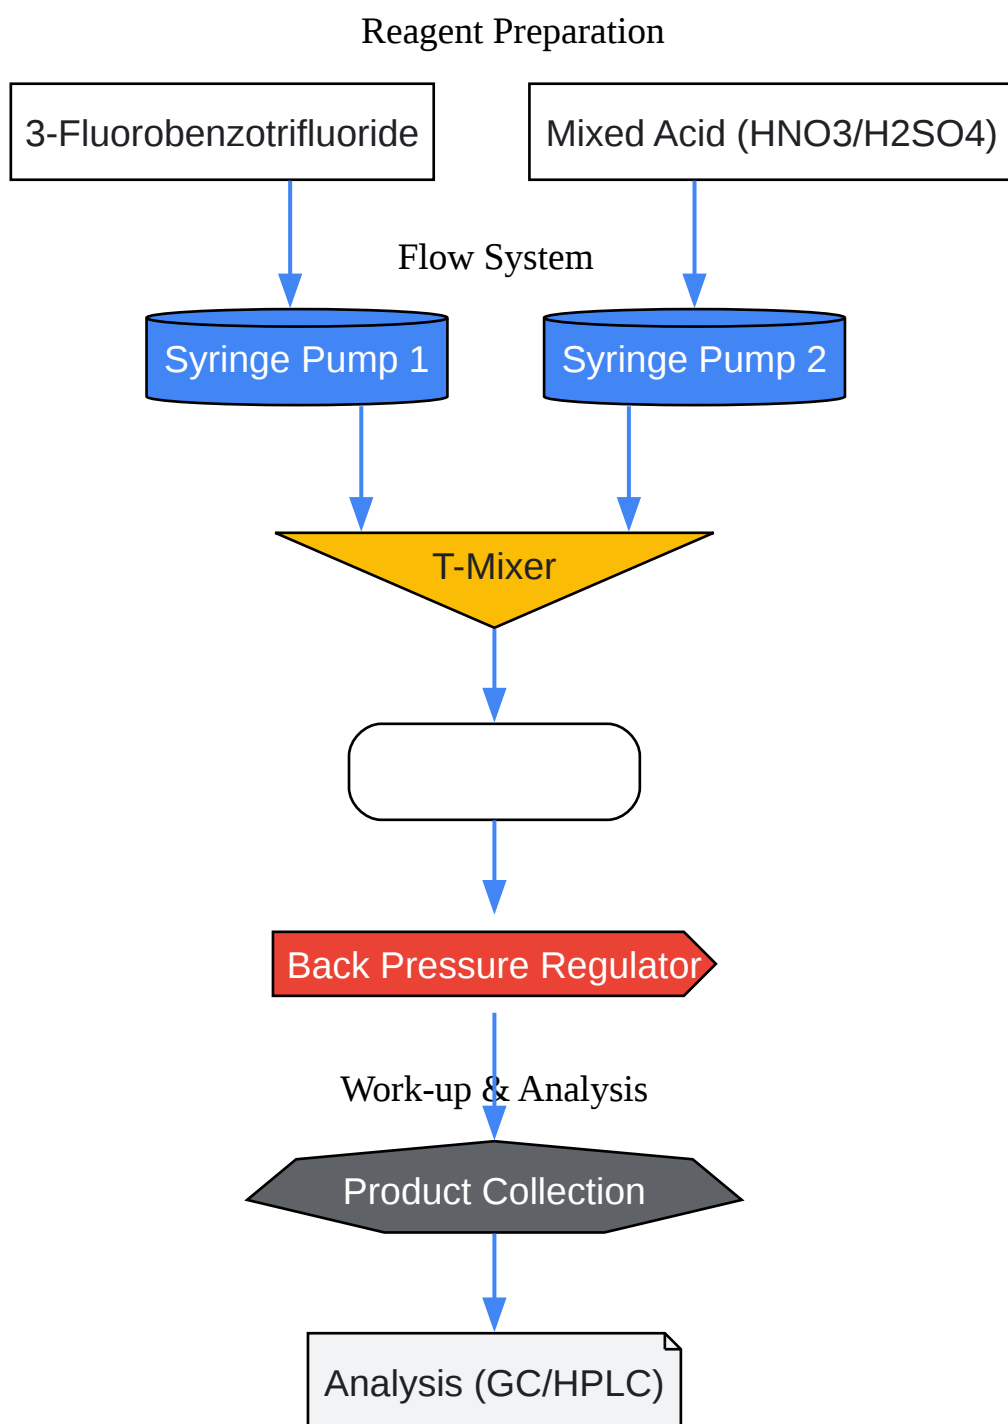 Reagent Preparation
3-Fluorobenzotrifluoride
Mixed Acid (HNO3/H2SO4)
Flow System
Syringe Pump 1
Syringe Pump 2
T-Mixer
Back Pressure Regulator
Work-up & Analysis
Product Collection
Analysis (GC/HPLC)